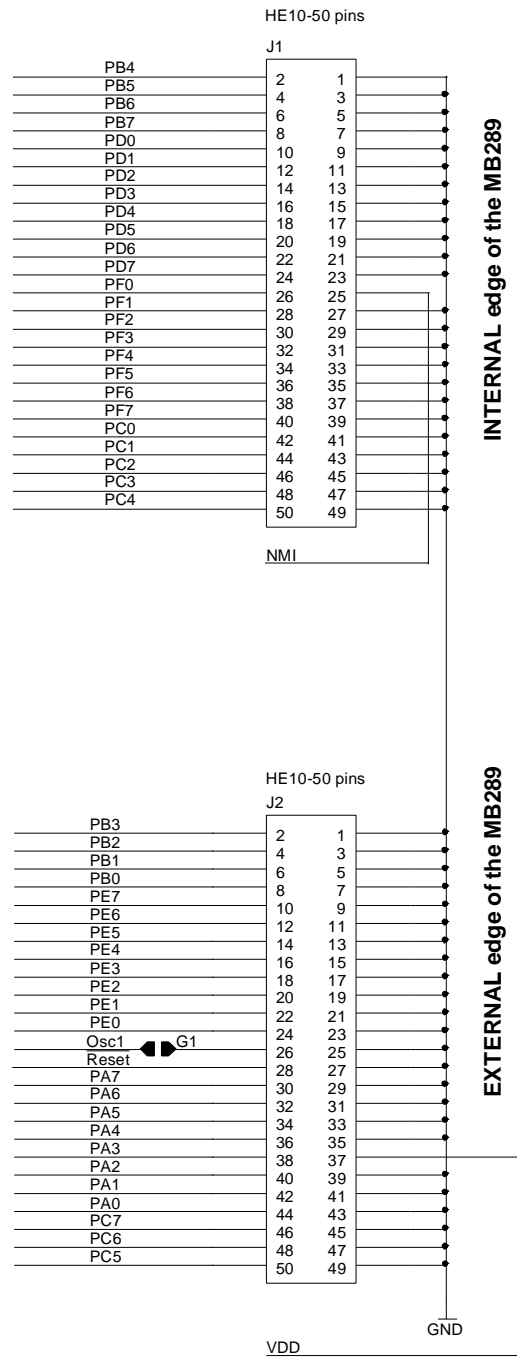 HE10-50 pins
J1
PB4 2 1
PB5 4 3
PB6 6 5
PB7 8 7
PD0 10 9
PD1 12 11
PD2 14 13
PD3 16 15
PD4 18 17
PD5 20 19
PD6 22 21
PD7 24 23
PF0 26 25
PF1 28 27
PF2 30 29
PF3 32 31
PF4 34 33
PF5 36 35
PF6 38 37
PF7 40 39
PC0 42 41
PC1 44 43
PC2 46 45
PC3 48 47
PC4 50 49
NMI
INTERNAL edge of the MB289
HE10-50 pins
J2
PB3 2 1
PB2 4 3
PB1 6 5
PB0 8 7
PE7 10 9
PE6 12 11
PE5 14 13
PE4 16 15
PE3 18 17
PE2 20 19
PE1 22 21
PE0 24 23
Osc1 G1 26 25
Reset 28 27
PA7 30 29
PA6 32 31
PA5 34 33
PA4 36 35
PA3 38 37
PA2 40 39
PA1 42 41
PA0 44 43
PC7 46 45
PC6 48 47
PC5 50 49
EXTERNAL edge of the MB289
GND
VDD